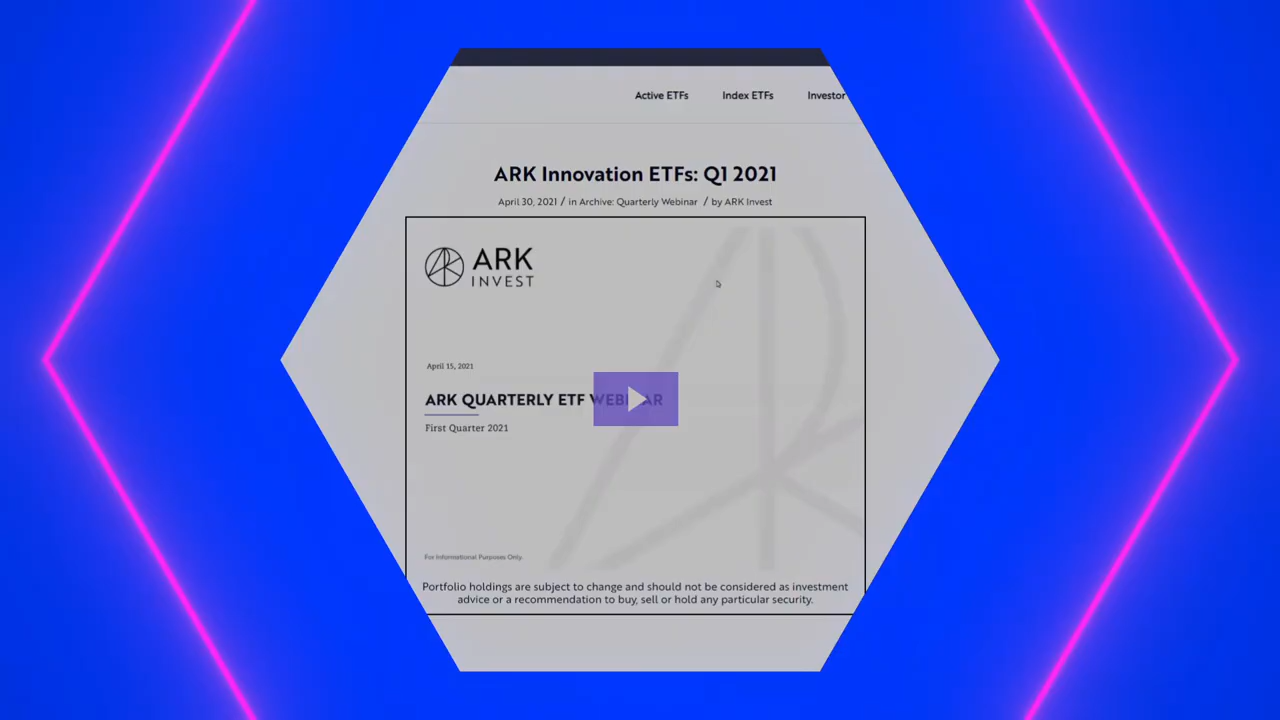 Active ETFs Index ETFs Investor
ARK Innovation ETFs: Q1 2021
April 30, 2021 / in Archive: Quarterly Webinar / by ARK Invest
ARK
INVEST
April 15, 2021
ARK QUARTERLY ETF WEBINAR
First Quarter 2021
For Informational Purposes Only.
Portfolio holdings are subject to change and should not be considered as investment
advice or a recommendation to buy, sell or hold any particular security.